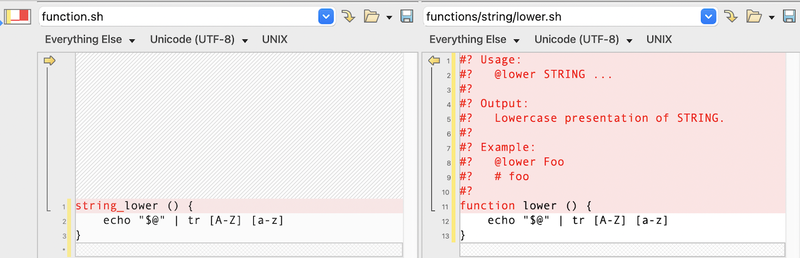 function.sh
Everything Else
Unicode (UTF-8)
UNIX
1 string_lower () {
2 echo "$@" | tr [A-Z] [a-z]
3 }
functions/string/lower.sh
Everything Else
Unicode (UTF-8)
UNIX
1 #? Usage:
2 #?   @lower STRING ...
3 #?
4 #? Output:
5 #?   Lowercase presentation of STRING.
6 #?
7 #? Example:
8 #?   @lower Foo
9 #?   # foo
10 #?
11 function lower () {
12 echo "$@" | tr [A-Z] [a-z]
13 }